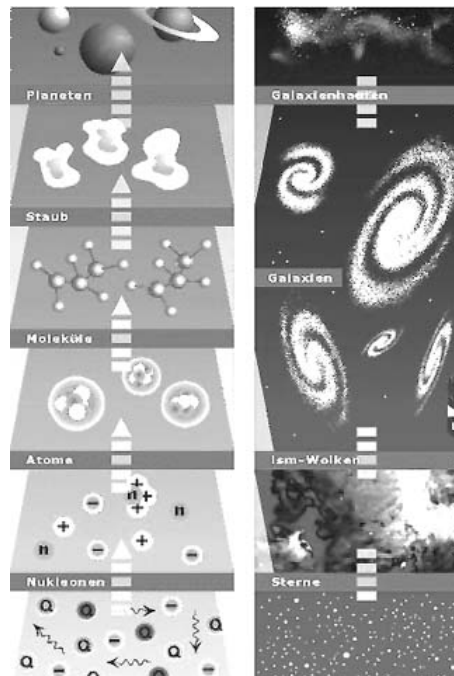 Planeten
Staub
Moleküle
Atome
n +
− +
+ n
+ +
n − −
Nukleonen
Q Q −
Q
Q Q
− Q Q −
Galaxienhaufen
Galaxien
Ism-Wolken
Sterne